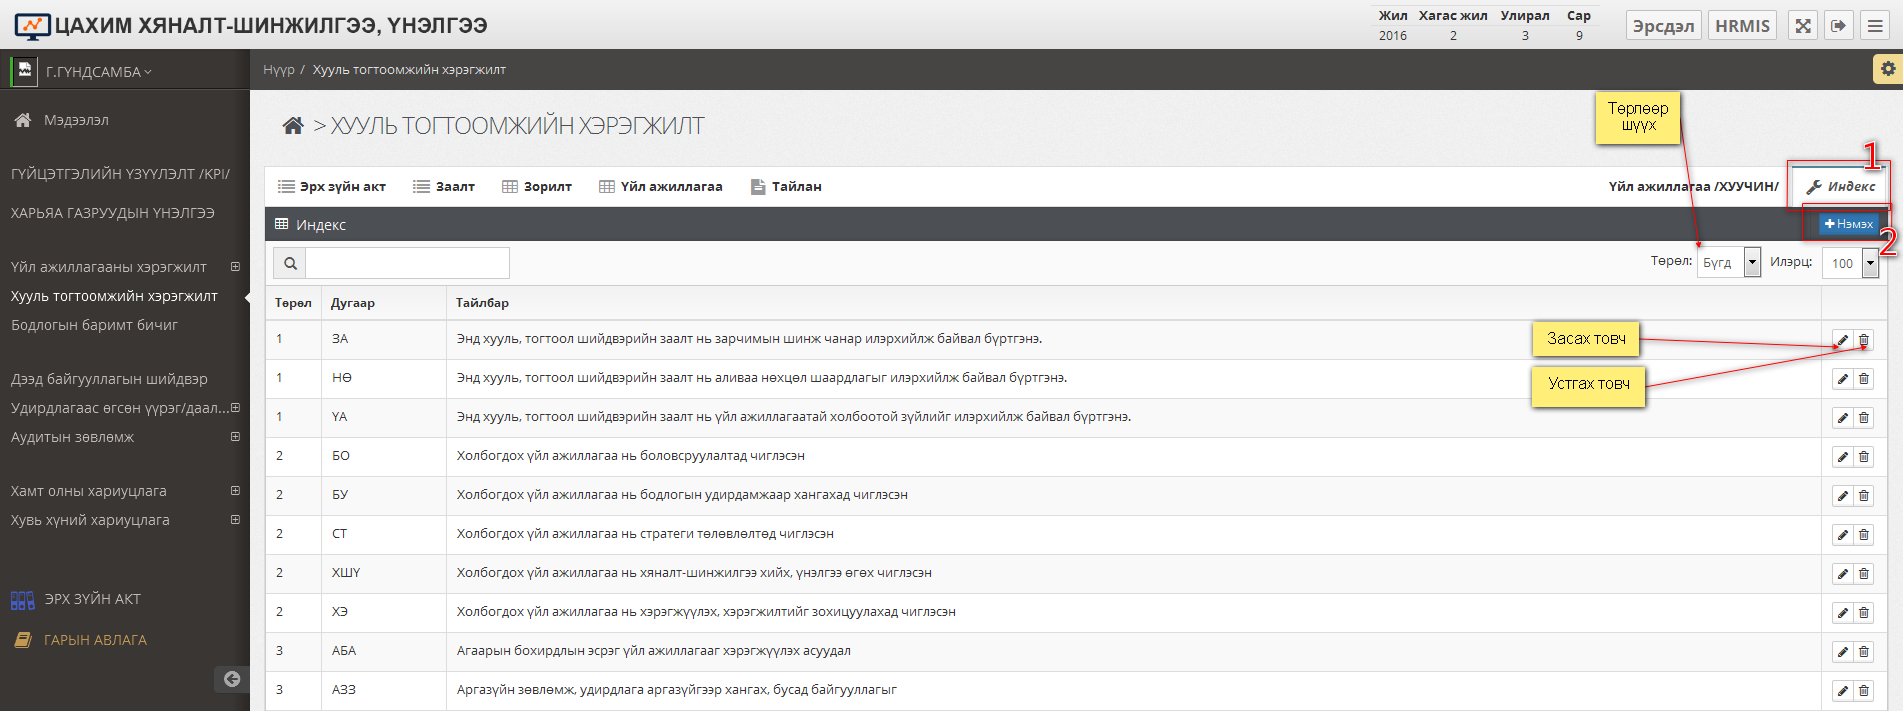 ЦАХИМ ХЯНАЛТ-ШИНЖИЛГЭЭ, ҮНЭЛГЭЭ
Жил Хагас жил Улирал Сар
2016 2 3 9
Эрсдэл HRMIS
Г.ГҮНДСАМБА
Нүүр / Хууль тогтоомжийн хэрэгжилт
Мэдээлэл
ГҮЙЦЭТГЭЛИЙН ҮЗҮҮЛЭЛТ /KPI/
ХАРЬЯА ГАЗРУУДЫН ҮНЭЛГЭЭ
Үйл ажиллагааны хэрэгжилт
Хууль тогтоомжийн хэрэгжилт
Бодлогын баримт бичиг
Дээд байгууллагын шийдвэр
Удирдлагаас өгсөн үүрэг/даал...
Аудитын зөвлөмж
Хамт олны хариуцлага
Хувь хүний хариуцлага
ЭРХ ЗҮЙН АКТ
ГАРЫН АВЛАГА
> ХУУЛЬ ТОГТООМЖИЙН ХЭРЭГЖИЛТ
Төрлөөр
шүүх
1
Эрх зүйн акт Заалт Зорилт Үйл ажиллагаа Тайлан Үйл ажиллагаа /ХУУЧИН/ Индекс
Индекс Нэмэх
2
Төрөл: Бүгд Илэрц: 100
Төрөл Дугаар Тайлбар
1 ЗА Энд хууль, тогтоол шийдвэрийн заалт нь зарчимын шинж чанар илэрхийлж байвал бүртгэнэ.
Засах товч
1 НӨ Энд хууль, тогтоол шийдвэрийн заалт нь аливаа нөхцөл шаардлагыг илэрхийлж байвал бүртгэнэ.
Устгах товч
1 ҮА Энд хууль, тогтоол шийдвэрийн заалт нь үйл ажиллагаатай холбоотой зүйлийг илэрхийлж байвал бүртгэнэ.
2 БО Холбогдох үйл ажиллагаа нь боловсруулалтад чиглэсэн
2 БУ Холбогдох үйл ажиллагаа нь бодлогын удирдамжаар хангахад чиглэсэн
2 СТ Холбогдох үйл ажиллагаа нь стратеги төлөвлөлтөд чиглэсэн
2 ХШҮ Холбогдох үйл ажиллагаа нь хяналт-шинжилгээ хийх, үнэлгээ өгөх чиглэсэн
2 ХЭ Холбогдох үйл ажиллагаа нь хэрэгжүүлэх, хэрэгжилтийг зохицуулахад чиглэсэн
3 АБА Агаарын бохирдлын эсрэг үйл ажиллагааг хэрэгжүүлэх асуудал
3 АЗЗ Аргазүйн зөвлөмж, удирдлага аргазүйгээр хангах, бусад байгууллагыг